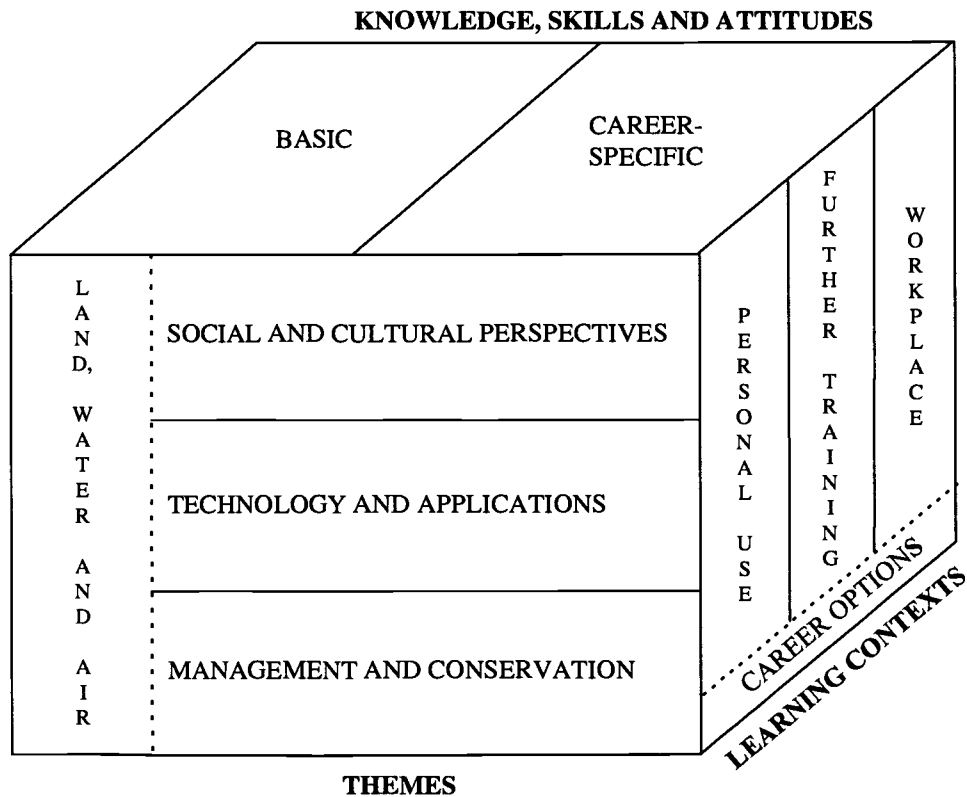 KNOWLEDGE, SKILLS AND ATTITUDES
BASIC
CAREER-
SPECIFIC
LAND, WATER AND AIR
SOCIAL AND CULTURAL PERSPECTIVES
TECHNOLOGY AND APPLICATIONS
MANAGEMENT AND CONSERVATION
PERSONAL USE
FURTHER TRAINING
WORKPLACE
CAREER OPTIONS
LEARNING CONTEXTS
THEMES